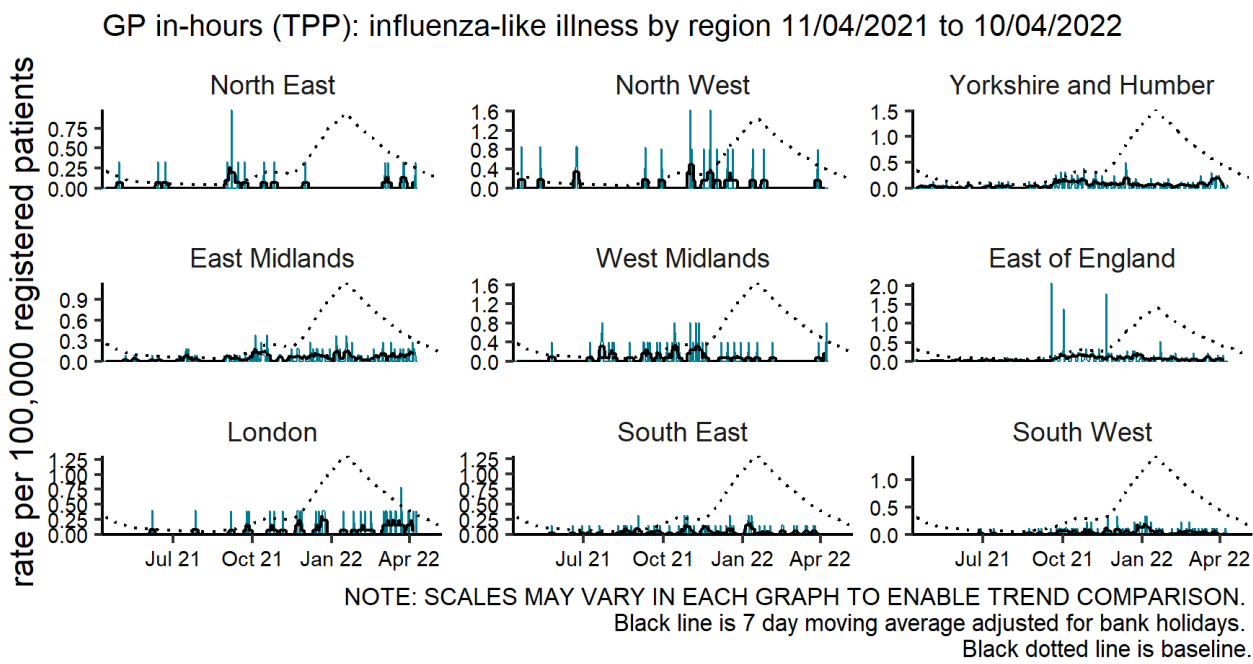 GP in-hours (TPP): influenza-like illness by region 11/04/2021 to 10/04/2022
rate per 100,000 registered patients
North East
0.75
0.50
0.25
0.00
North West
1.6
1.2
0.8
0.4
0.0
Yorkshire and Humber
1.5
1.0
0.5
0.0
East Midlands
0.9
0.6
0.3
0.0
West Midlands
1.6
1.2
0.8
0.4
0.0
East of England
2.0
1.5
1.0
0.5
0.0
London
1.25
1.00
0.75
0.50
0.25
0.00
South East
1.25
1.00
0.75
0.50
0.25
0.00
South West
1.0
0.5
0.0
Jul 21 Oct 21 Jan 22 Apr 22
Jul 21 Oct 21 Jan 22 Apr 22
Jul 21 Oct 21 Jan 22 Apr 22
NOTE: SCALES MAY VARY IN EACH GRAPH TO ENABLE TREND COMPARISON.
Black line is 7 day moving average adjusted for bank holidays.
Black dotted line is baseline.